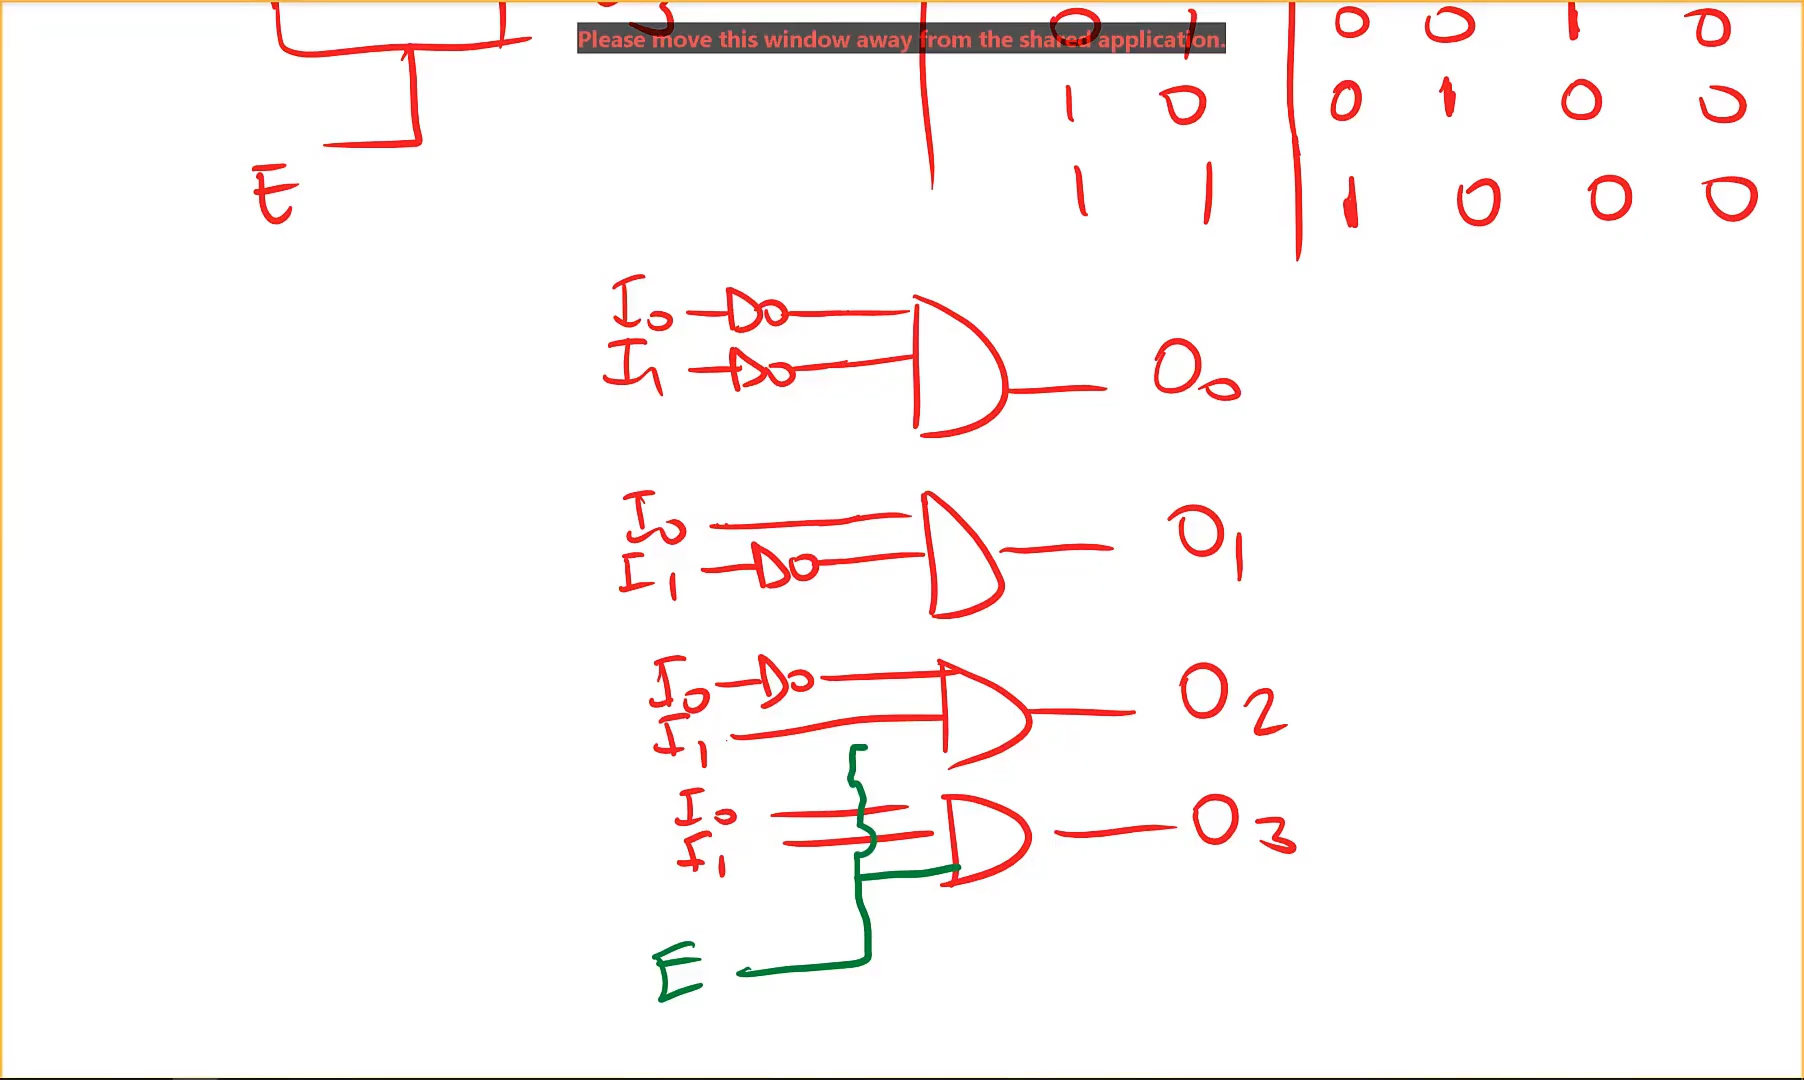 Please move this window away from the shared application.
0 1 0 0 1 0
1 0 0 1 0 0
1 1 1 0 0 0
E
I0
I1
O0
I0
I1
O1
I0
I1
O2
I0
I1
O3
E